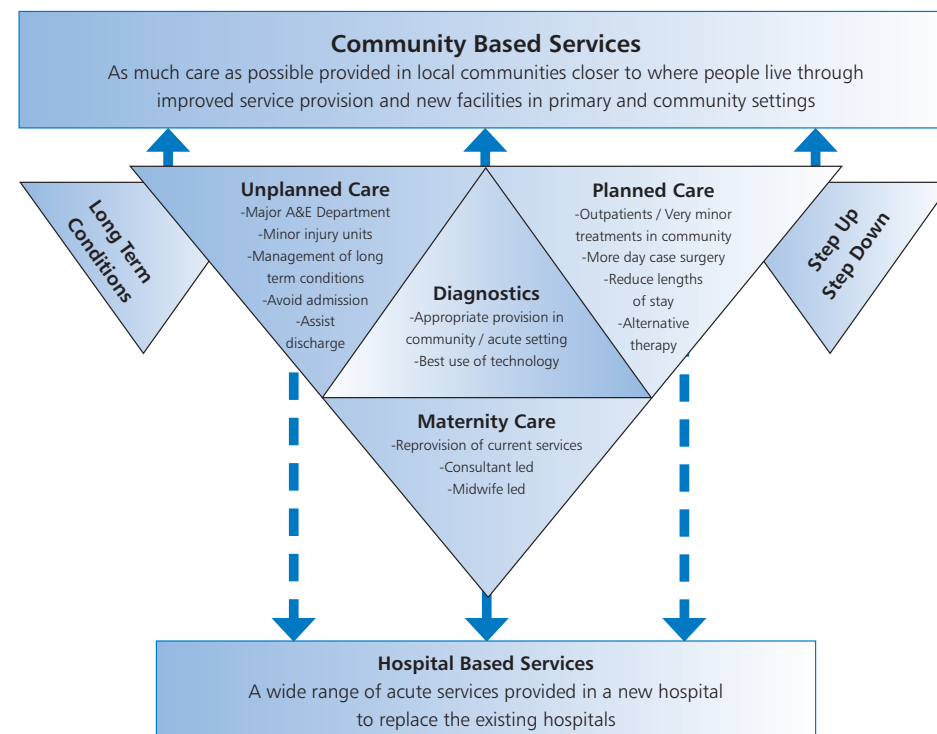 Community Based Services
As much care as possible provided in local communities closer to where people live through
improved service provision and new facilities in primary and community settings
Long Term
Conditions
Unplanned Care
-Major A&E Department
-Minor injury units
-Management of long
term conditions
-Avoid admission
-Assist
discharge
Diagnostics
-Appropriate provision in
community / acute setting
-Best use of technology
Planned Care
-Outpatients / Very minor
treatments in community
-More day case surgery
-Reduce lengths
of stay
-Alternative
therapy
Step Up
Step Down
Maternity Care
-Reprovision of current services
-Consultant led
-Midwife led
Hospital Based Services
A wide range of acute services provided in a new hospital
to replace the existing hospitals